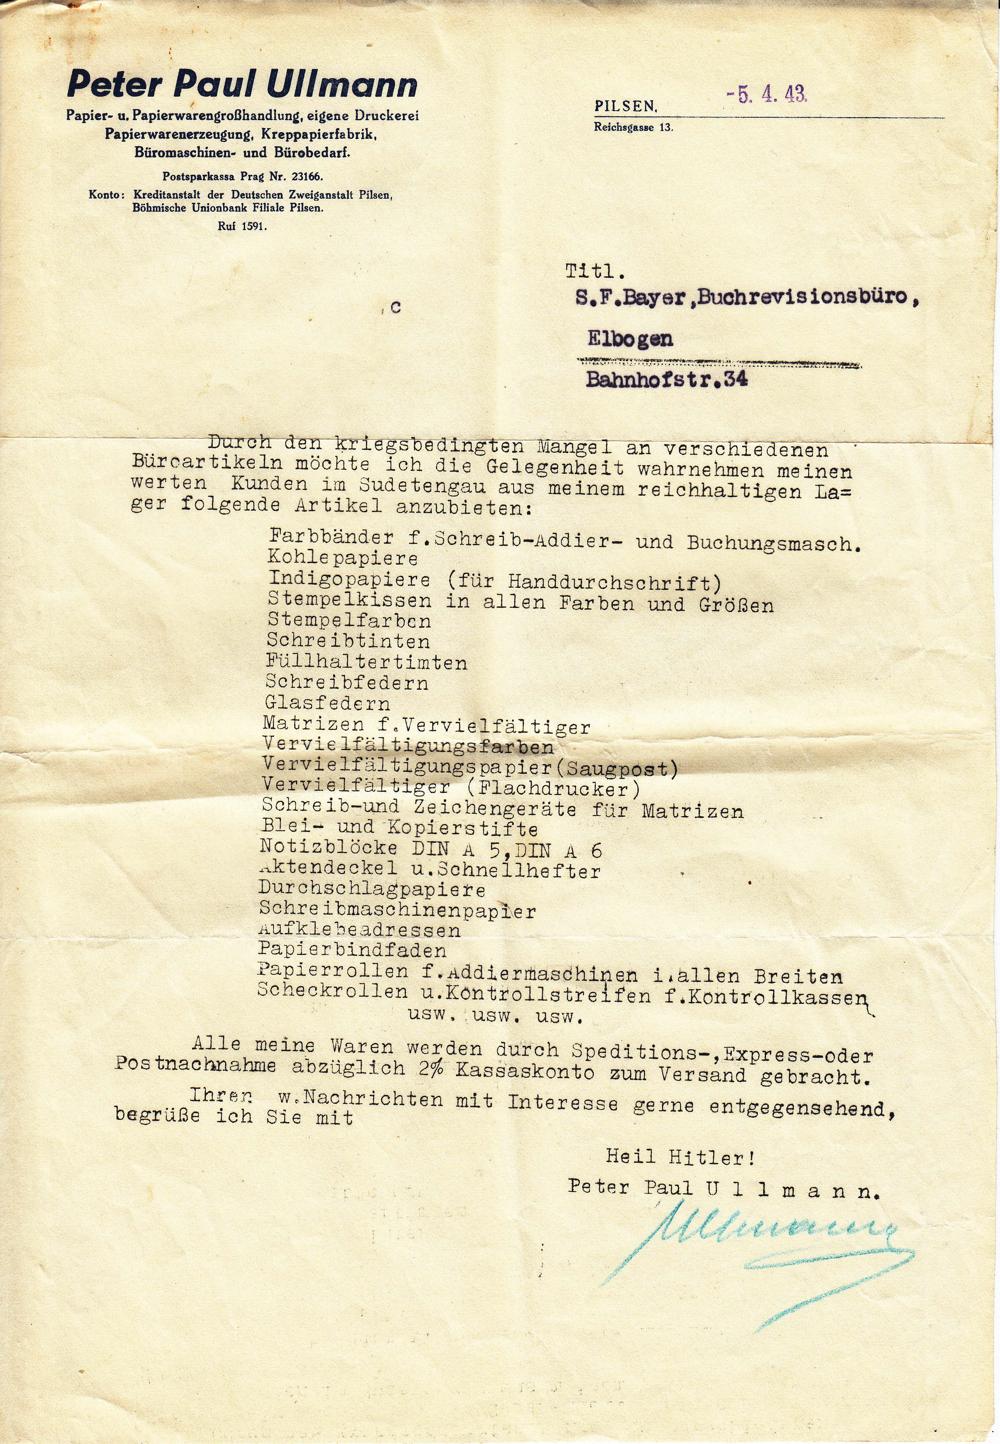 Peter Paul Ullmann
Papier- u. Papierwarengroßhandlung, eigene Druckerei
Papierwarenerzeugung, Kreppapierfabrik,
Büromaschinen- und Bürobedarf.
Postsparkassa Prag Nr. 23166.
Konto: Kreditanstalt der Deutschen Zweiganstalt Pilsen,
Böhmische Unionbank Filiale Pilsen.
Ruf 1591.
PILSEN, -5. 4. 43.
Reichsgasse 13.
Titl.
S.F.Bayer,Buchrevisionsbüro,
Elbogen
Bahnhofstr.34
,c
Durch den kriegsbedingten Mangel an verschiedenen
Büroartikeln möchte ich die Gelegenheit wahrnehmen meinen
werten Kunden im Sudetengau aus meinem reichhaltigen La=
ger folgende Artikel anzubieten:
Farbbänder f.Schreib-Addier- und Buchungsmasch.
Kohlepapiere
Indigopapiere (für Handdurchschrift)
Stempelkissen in allen Farben und Größen
Stempelfarben
Schreibtinten
Füllhaltertimten
Schreibfedern
Glasfedern
Matrizen f.Vervielfältiger
Vervielfältigungsfarben
Vervielfältigungspapier(Saugpost)
Vervielfältiger (Flachdrucker)
Schreib-und Zeichengeräte für Matrizen
Blei- und Kopierstifte
Notizblöcke DIN A 5,DIN A 6
Aktendeckel u.Schnellhefter
Durchschlagpapiere
Schreibmaschinenpapier
Aufklebeadressen
Papierbindfaden
Papierrollen f.Addiermaschinen i.allen Breiten
Scheckrollen u.Kontrollstreifen f.Kontrollkassen
usw. usw. usw.
Alle meine Waren werden durch Speditions-,Express-oder
Postnachnahme abzüglich 2% Kassaskonto zum Versand gebracht.
Ihren w.Nachrichten mit Interesse gerne entgegensehend,
begrüße ich Sie mit
Heil Hitler!
Peter Paul U l l m a n n.
Ullmann